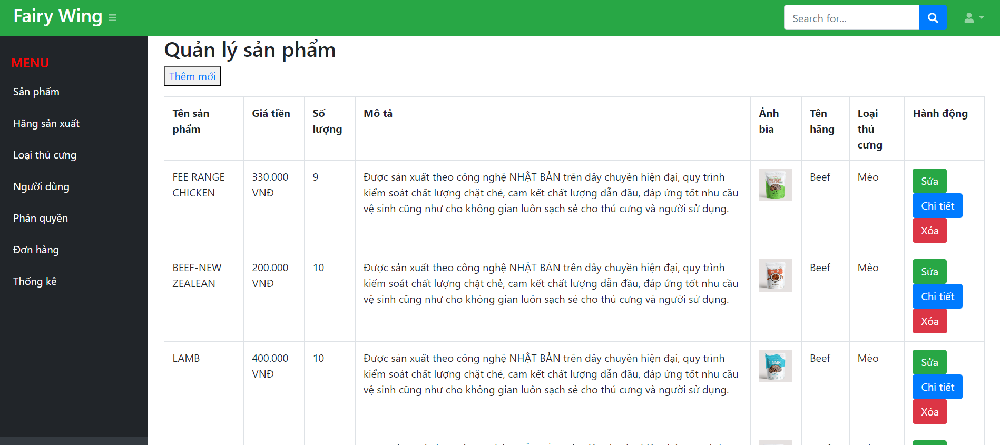 Fairy Wing
Search for...
MENU
Sản phẩm
Hãng sản xuất
Loại thú cưng
Người dùng
Phân quyền
Đơn hàng
Thống kê
Quản lý sản phẩm
Thêm mới
Tên sản
phẩm
Giá tiền
Số
lượng
Mô tả
Ảnh
bìa
Tên
hãng
Loại
thú
cưng
Hành động
FEE RANGE
CHICKEN
330.000
VNĐ
9
Được sản xuất theo công nghệ NHẬT BẢN trên dây chuyền hiện đại, quy trình
kiểm soát chất lượng chặt chẽ, cam kết chất lượng dẫn đầu, đáp ứng tốt nhu cầu
vệ sinh cũng như cho không gian luôn sạch sẻ cho thú cưng và người sử dụng.
Beef
Mèo
Sửa
Chi tiết
Xóa
BEEF-NEW
ZEALEAN
200.000
VNĐ
10
Được sản xuất theo công nghệ NHẬT BẢN trên dây chuyền hiện đại, quy trình
kiểm soát chất lượng chặt chẽ, cam kết chất lượng dẫn đầu, đáp ứng tốt nhu cầu
vệ sinh cũng như cho không gian luôn sạch sẻ cho thú cưng và người sử dụng.
Beef
Mèo
Sửa
Chi tiết
Xóa
LAMB
400.000
VNĐ
10
Được sản xuất theo công nghệ NHẬT BẢN trên dây chuyền hiện đại, quy trình
kiểm soát chất lượng chặt chẽ, cam kết chất lượng dẫn đầu, đáp ứng tốt nhu cầu
vệ sinh cũng như cho không gian luôn sạch sẻ cho thú cưng và người sử dụng.
LAMB
Beef
Mèo
Sửa
Chi tiết
Xóa